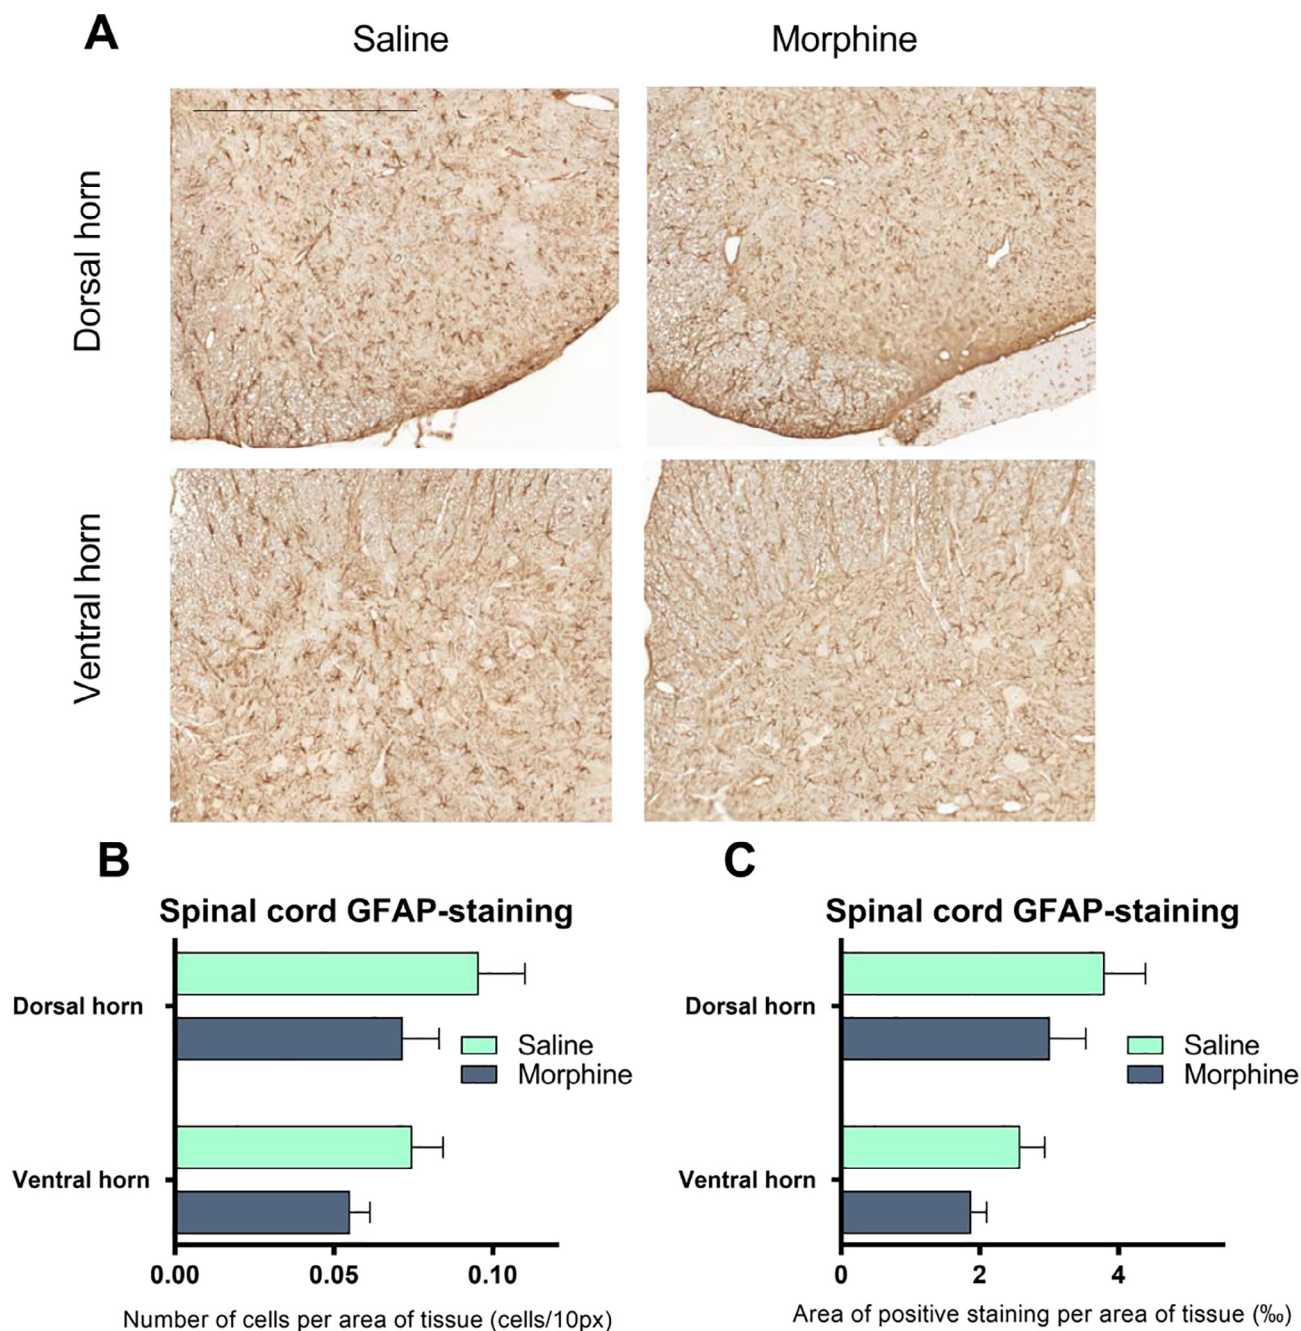 A
Saline
Morphine
Dorsal horn
Ventral horn
B
Spinal cord GFAP-staining
Dorsal horn
Ventral horn
Saline
Morphine
0.00
0.05
0.10
Number of cells per area of tissue (cells/10px)
C
Spinal cord GFAP-staining
Dorsal horn
Ventral horn
Saline
Morphine
0
2
4
Area of positive staining per area of tissue (‰)